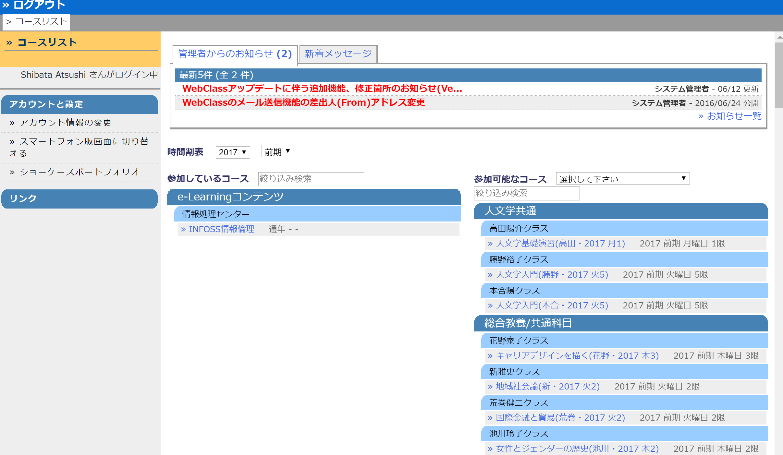 » ログアウト
> コースリスト
» コースリスト
Shibata Atsushi さんがログイン中
アカウントと設定
» アカウント情報の変更
» スマートフォン版画面に切り替える
» ショーケースポートフォリオ
リンク
管理者からのお知らせ (2) 新着メッセージ
最新5件 (全 2 件)
WebClassアップデートに伴う追加機能、修正箇所のお知らせ(Ve... システム管理者 - 06/12 更新
WebClassのメール送信機能の差出人(From)アドレス変更 システム管理者 - 2016/06/24 公開
» お知らせ一覧
時間割表 2017 ▼ 前期 ▼
参加しているコース 絞り込み検索
e-Learningコンテンツ
情報処理センター
» INFOSS情報倫理 通年 - -
参加可能なコース 選択して下さい ▼
絞り込み検索
人文学共通
高田陽介クラス
» 人文学基礎演習(高田・2017 月1) 2017 前期 月曜日 1限
藤野裕子クラス
» 人文学入門(藤野・2017 火5) 2017 前期 火曜日 5限
本合陽クラス
» 人文学入門(本合・2017 火5) 2017 前期 火曜日 5限
総合教養/共通科目
花野泰子クラス
» キャリアデザインを描く(花野・2017 木3) 2017 前期 木曜日 3限
新雅史クラス
» 地域社会論(新・2017 火2) 2017 前期 火曜日 2限
荒巻健二クラス
» 国際金融と貿易(荒巻・2017 火2) 2017 前期 火曜日 2限
池川玲子クラス
» 女性とジェンダーの歴史(池川・2017 木2) 2017 前期 木曜日 2限